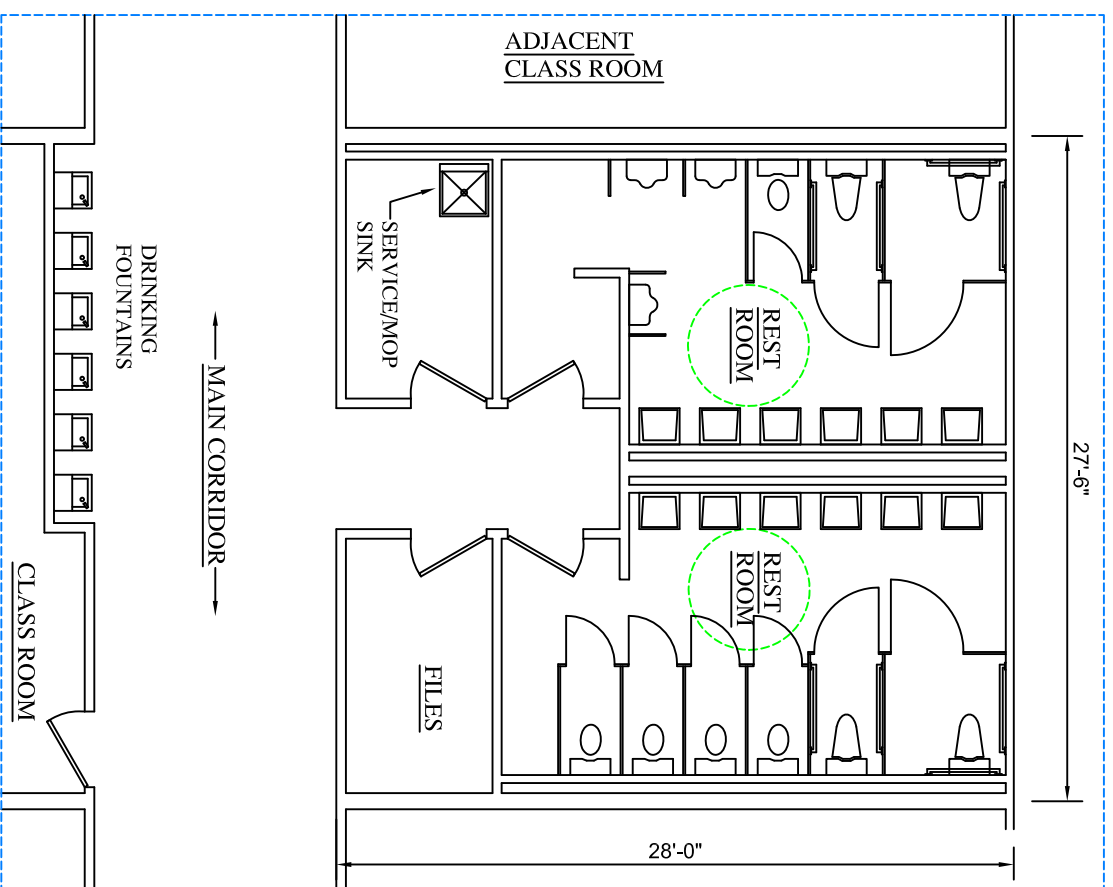 ADJACENT
CLASS ROOM
SERVICE/MOP
SINK
DRINKING
FOUNTAINS
REST
ROOM
MAIN CORRIDOR
27'-6"
REST
ROOM
CLASS ROOM
FILES
28'-0"